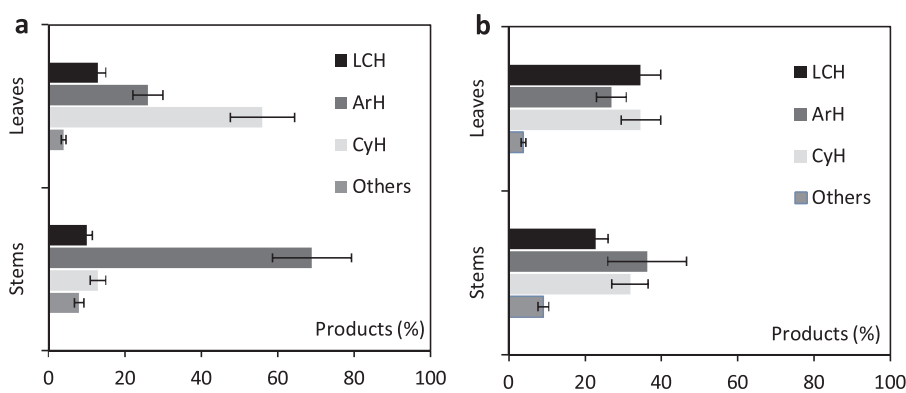 a
Leaves
Stems
LCH
ArH
CyH
Others
Products (%)
0 20 40 60 80 100
b
Leaves
Stems
LCH
ArH
CyH
Others
Products (%)
0 20 40 60 80 100